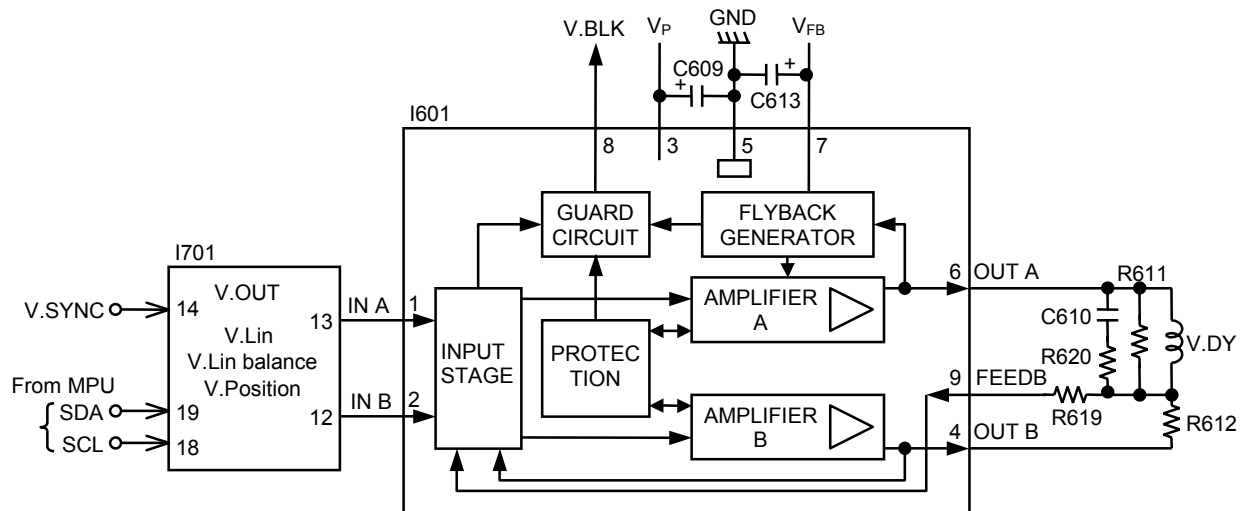 V.BLK
VP
GND
VFB
C609
+
+
C613
I601
8
3
5
7
GUARD
CIRCUIT
FLYBACK
GENERATOR
I701
V.OUT
V.Lin
V.Lin balance
V.Position
V.SYNC
14
13
IN A
1
From MPU
SDA
SCL
19
18
12
IN B
2
INPUT
STAGE
PROTEC
TION
AMPLIFIER
A
AMPLIFIER
B
6
OUT A
R611
C610
R620
V.DY
9
FEEDB
R619
R612
4
OUT B